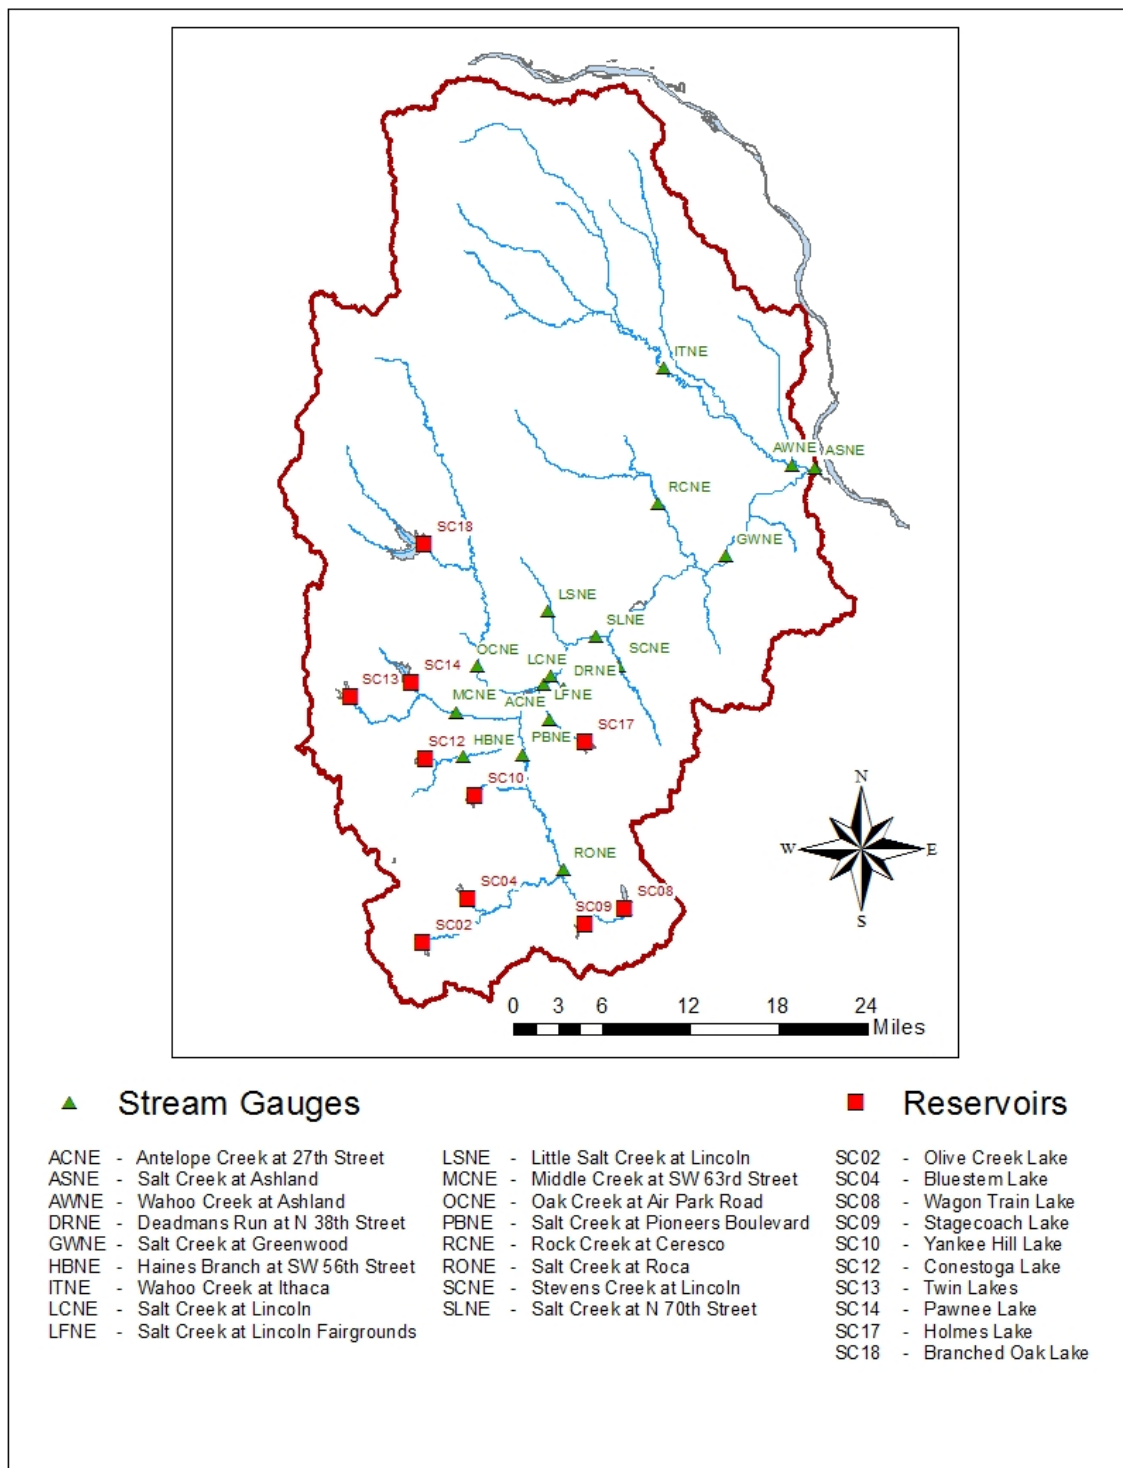 ITNE
AWNE ASNE
RCNE
SC18
GWNE
LSNE
SLNE
OCNE
LCNE
SCNE
SC14
DRNE
SC13
MCNE
ACNE
LFNE
SC17
PBNE
HBNE
SC12
SC10
N
W
E
S
RONE
SC04
SC08
SC09
SC02
0 3 6 12 18 24
Miles
Stream Gauges
ACNE - Antelope Creek at 27th Street
ASNE - Salt Creek at Ashland
AWNE - Wahoo Creek at Ashland
DRNE - Deadmans Run at N 38th Street
GWNE - Salt Creek at Greenwood
HBNE - Haines Branch at SW 56th Street
ITNE - Wahoo Creek at Ithaca
LCNE - Salt Creek at Lincoln
LFNE - Salt Creek at Lincoln Fairgrounds
LSNE - Little Salt Creek at Lincoln
MCNE - Middle Creek at SW 63rd Street
OCNE - Oak Creek at Air Park Road
PBNE - Salt Creek at Pioneers Boulevard
RCNE - Rock Creek at Ceresco
RONE - Salt Creek at Roca
SCNE - Stevens Creek at Lincoln
SLNE - Salt Creek at N 70th Street
Reservoirs
SC02 - Olive Creek Lake
SC04 - Bluestem Lake
SC08 - Wagon Train Lake
SC09 - Stagecoach Lake
SC10 - Yankee Hill Lake
SC12 - Conestoga Lake
SC13 - Twin Lakes
SC14 - Pawnee Lake
SC17 - Holmes Lake
SC18 - Branched Oak Lake